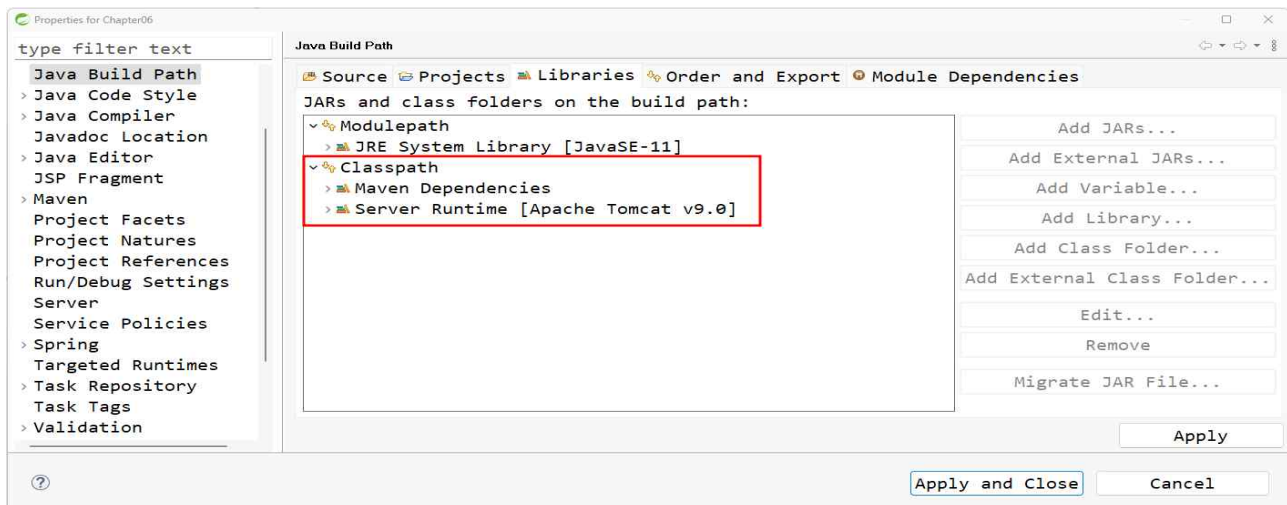 Properties for Chapter06
type filter text
Java Build Path
Java Code Style
Java Compiler
Javadoc Location
Java Editor
JSP Fragment
Maven
Project Facets
Project Natures
Project References
Run/Debug Settings
Server
Service Policies
Spring
Targeted Runtimes
Task Repository
Task Tags
Validation
Java Build Path
Source Projects Libraries Order and Export Module Dependencies
JARs and class folders on the build path:
Modulepath
JRE System Library [JavaSE-11]
Classpath
Maven Dependencies
Server Runtime [Apache Tomcat v9.0]
Add JARs...
Add External JARs...
Add Variable...
Add Library...
Add Class Folder...
Add External Class Folder...
Edit...
Remove
Migrate JAR File...
Apply
?
Apply and Close
Cancel